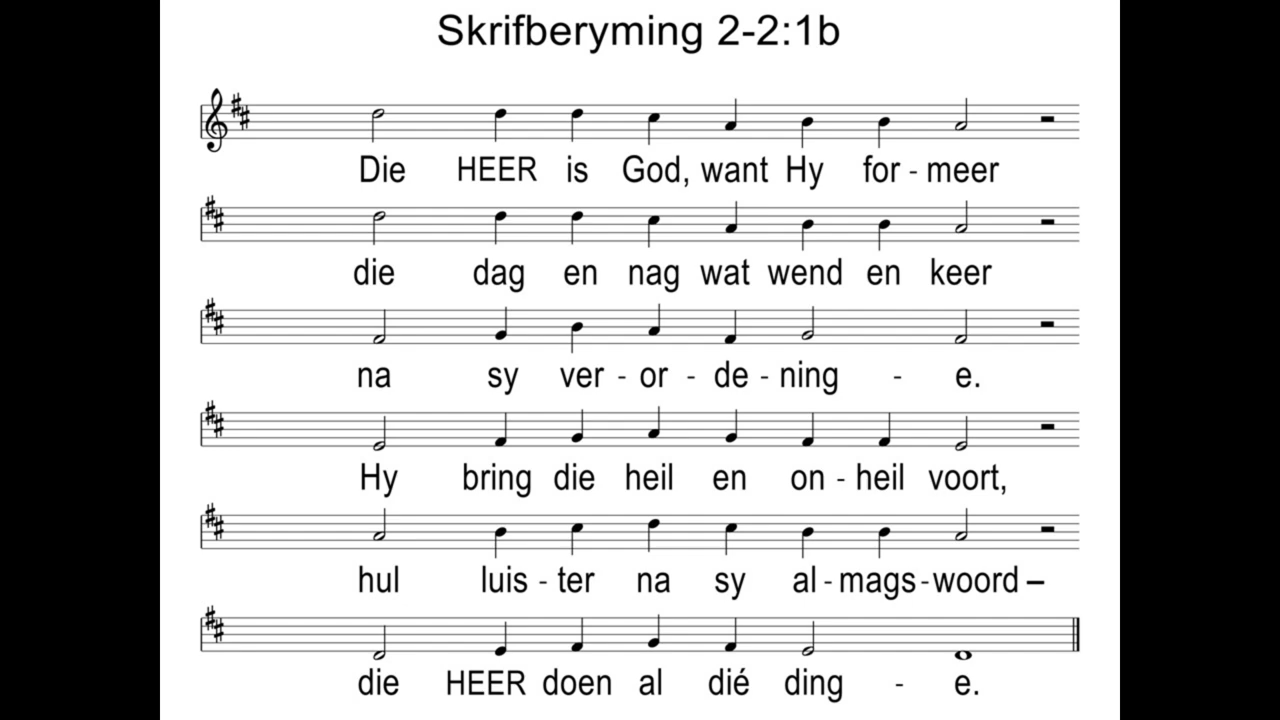 Skrifberyming 2-2:1b
Die HEER is God, want Hy for - meer
die dag en nag wat wend en keer
na sy ver - or - de - ning - e.
Hy bring die heil en on - heil voort,
hul luis - ter na sy al - mags - woord –
die HEER doen al dié ding - e.